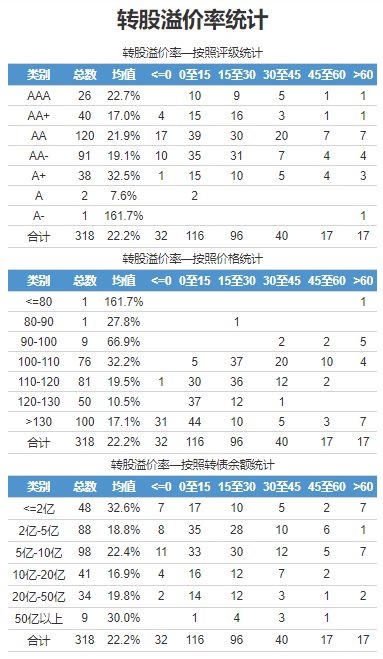 转股溢价率统计
转股溢价率—按照评级统计
类别 总数 均值 <=0 0至15 15至30 30至45 45至60 >60
AAA 26 22.7% 10 9 5 1 1
AA+ 40 17.0% 4 15 16 3 1 1
AA 120 21.9% 17 39 30 20 7 7
AA- 91 19.1% 10 35 31 7 4 4
A+ 38 32.5% 1 15 10 5 4 3
A 2 7.6% 2
A- 1 161.7% 1
合计 318 22.2% 32 116 96 40 17 17
转股溢价率—按照价格统计
类别 总数 均值 <=0 0至15 15至30 30至45 45至60 >60
<=80 1 161.7% 1
80-90 1 27.8% 1
90-100 9 66.9% 2 2 5
100-110 76 32.2% 5 37 20 10 4
110-120 81 19.5% 1 30 36 12 2
120-130 50 10.5% 37 12 1
>130 100 17.1% 31 44 10 5 3 7
合计 318 22.2% 32 116 96 40 17 17
转股溢价率—按照转债余额统计
类别 总数 均值 <=0 0至15 15至30 30至45 45至60 >60
<=2亿 48 32.6% 7 17 10 5 2 7
2亿-5亿 88 18.8% 8 35 28 10 6 1
5亿-10亿 98 22.4% 11 33 30 12 5 7
10亿-20亿 41 16.9% 4 16 12 7 2
20亿-50亿 34 19.8% 2 14 12 3 1 2
50亿以上 9 30.0% 1 4 3 1
合计 318 22.2% 32 116 96 40 17 17